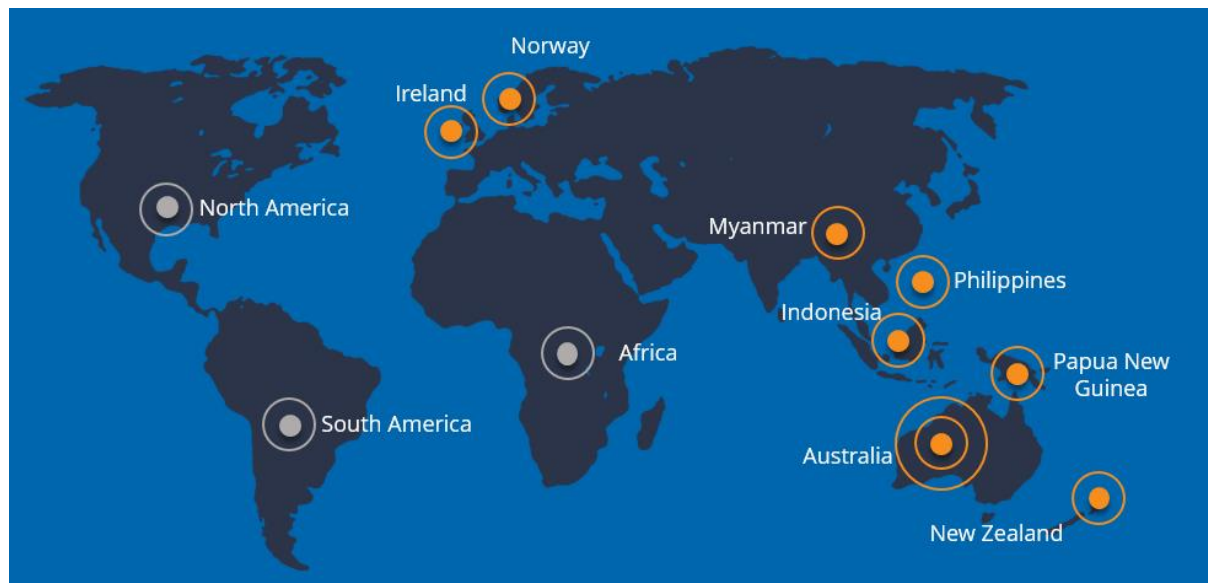 Norway
Ireland
North America
Myanmar
Philippines
Indonesia
Africa
Papua New
Guinea
South America
Australia
New Zealand